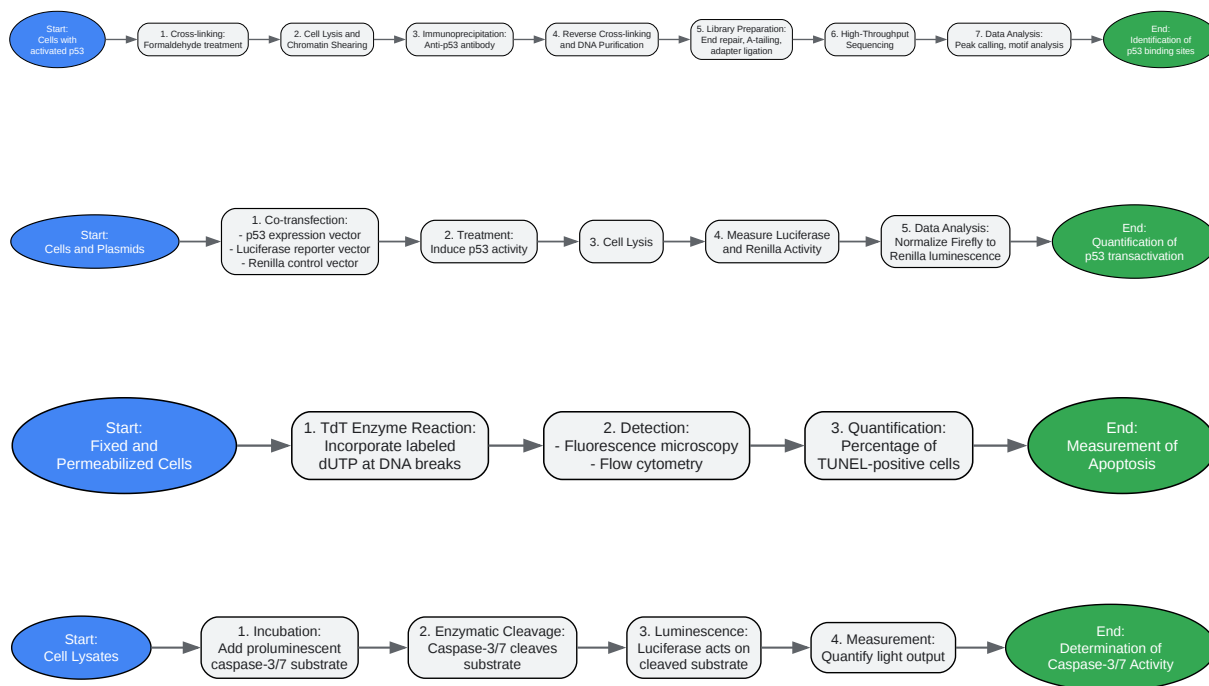 Start:
Cells with
activated p53
1. Cross-linking:
Formaldehyde treatment
2. Cell Lysis and
Chromatin Shearing
3. Immunoprecipitation:
Anti-p53 antibody
4. Reverse Cross-linking
and DNA Purification
5. Library Preparation:
End repair, A-tailing,
adapter ligation
6. High-Throughput
Sequencing
7. Data Analysis:
Peak calling, motif analysis
End:
Identification of
p53 binding sites
Start:
Cells and Plasmids
1. Co-transfection:
- p53 expression vector
- Luciferase reporter vector
- Renilla control vector
2. Treatment:
Induce p53 activity
3. Cell Lysis
4. Measure Luciferase
and Renilla Activity
5. Data Analysis:
Normalize Firefly to
Renilla luminescence
End:
Quantification of
p53 transactivation
Start:
Fixed and
Permeabilized Cells
1. TdT Enzyme Reaction:
Incorporate labeled
dUTP at DNA breaks
2. Detection:
- Fluorescence microscopy
- Flow cytometry
3. Quantification:
Percentage of
TUNEL-positive cells
End:
Measurement of
Apoptosis
Start:
Cell Lysates
1. Incubation:
Add proluminescent
caspase-3/7 substrate
2. Enzymatic Cleavage:
Caspase-3/7 cleaves
substrate
3. Luminescence:
Luciferase acts on
cleaved substrate
4. Measurement:
Quantify light output
End:
Determination of
Caspase-3/7 Activity